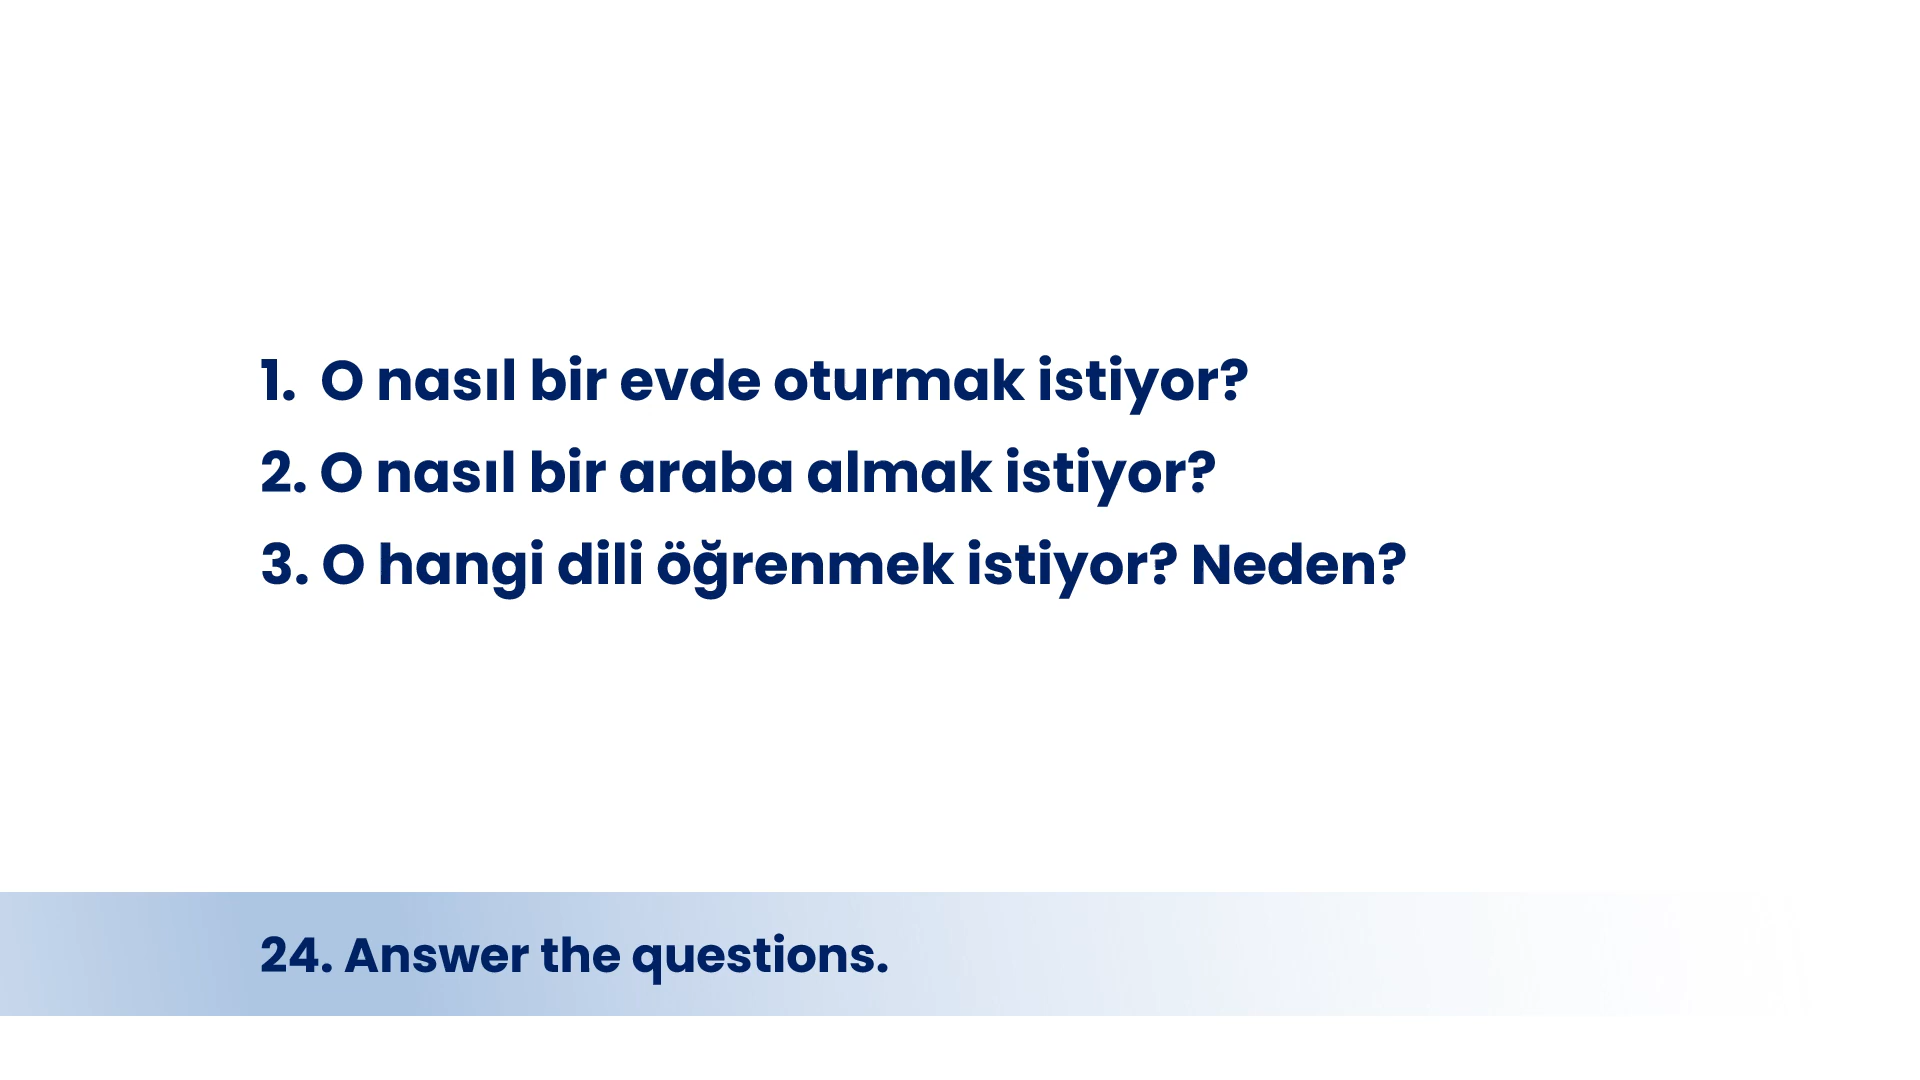 1. O nasıl bir evde oturmak istiyor?
2. O nasıl bir araba almak istiyor?
3. O hangi dili öğrenmek istiyor? Neden?
24. Answer the questions.